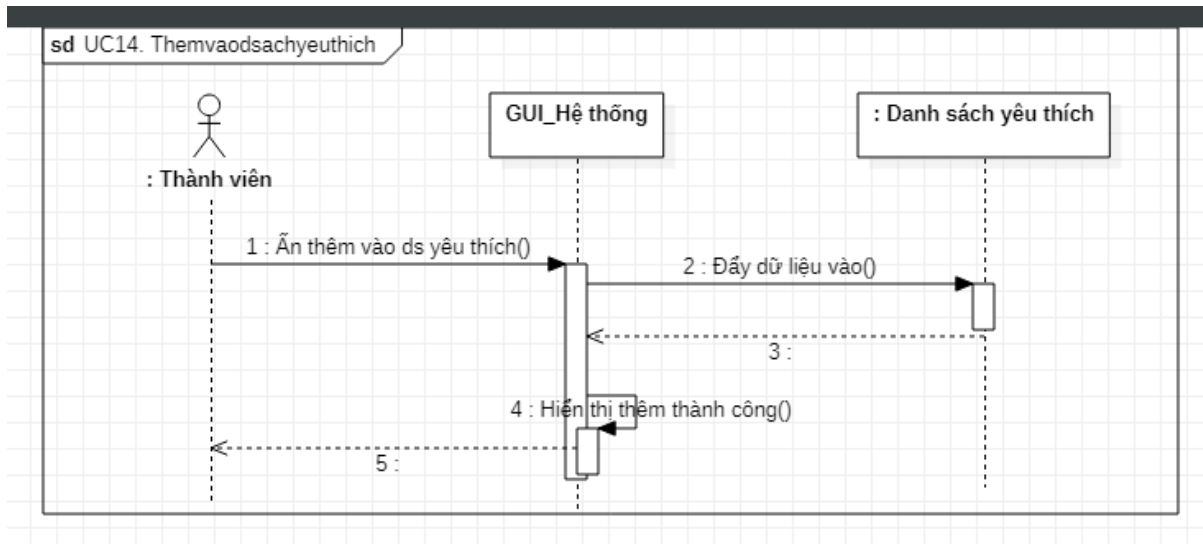 sd UC14. Themvaodsachyeuthich
GUI_Hệ thống
: Danh sách yêu thích
: Thành viên
1 : Ấn thêm vào ds yêu thích()
2 : Đẩy dữ liệu vào()
3 :
4 : Hiển thị thêm thành công()
5 :